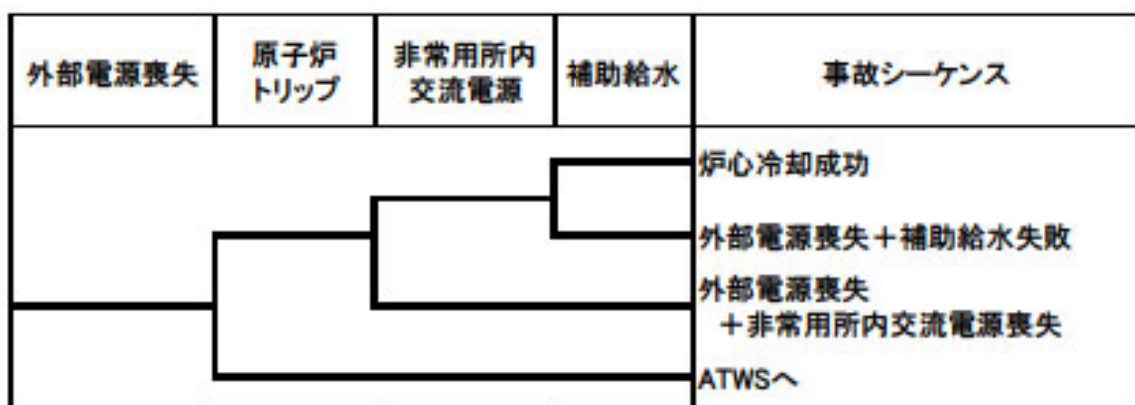 外部電源喪失
原子炉
トリップ
非常用所内
交流電源
補助給水
事故シーケンス
炉心冷却成功
外部電源喪失+補助給水失敗
外部電源喪失
+非常用所内交流電源喪失
ATWSへ